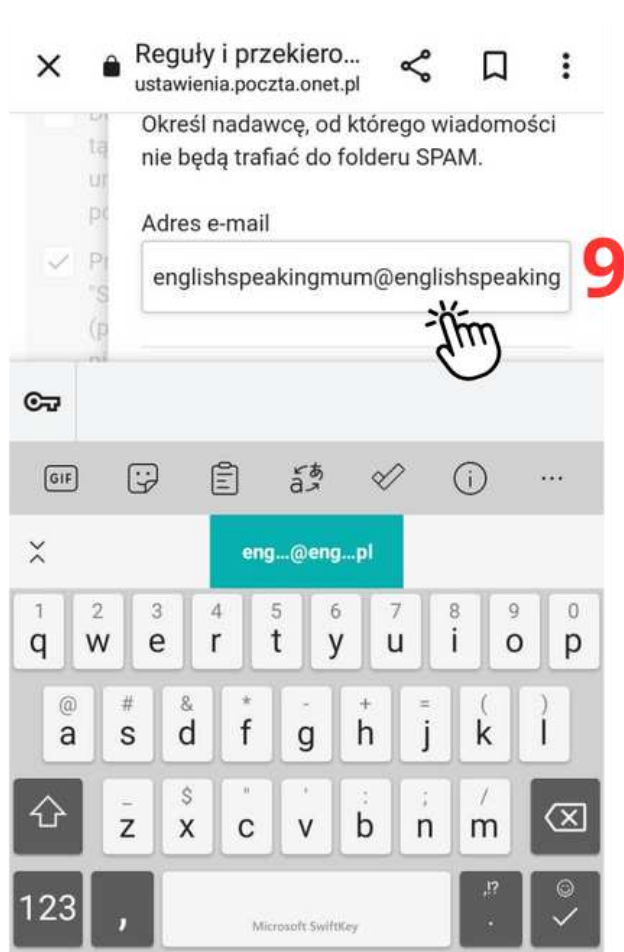 Reguły i przekiero...
ustawienia.poczta.onet.pl
Określ nadawcę, od którego wiadomości
nie będą trafiać do folderu SPAM.
Adres e-mail
englishspeakingmum@englishspeaking
9
GIF
eng...@eng...pl
1 2 3 4 5 6 7 8 9 0
q w e r t y u i o p
@ # & * - + = ( )
a s d f g h j k l
_ $ " ' : ; /
z x c v b n m
123 , Microsoft SwiftKey ,!? .